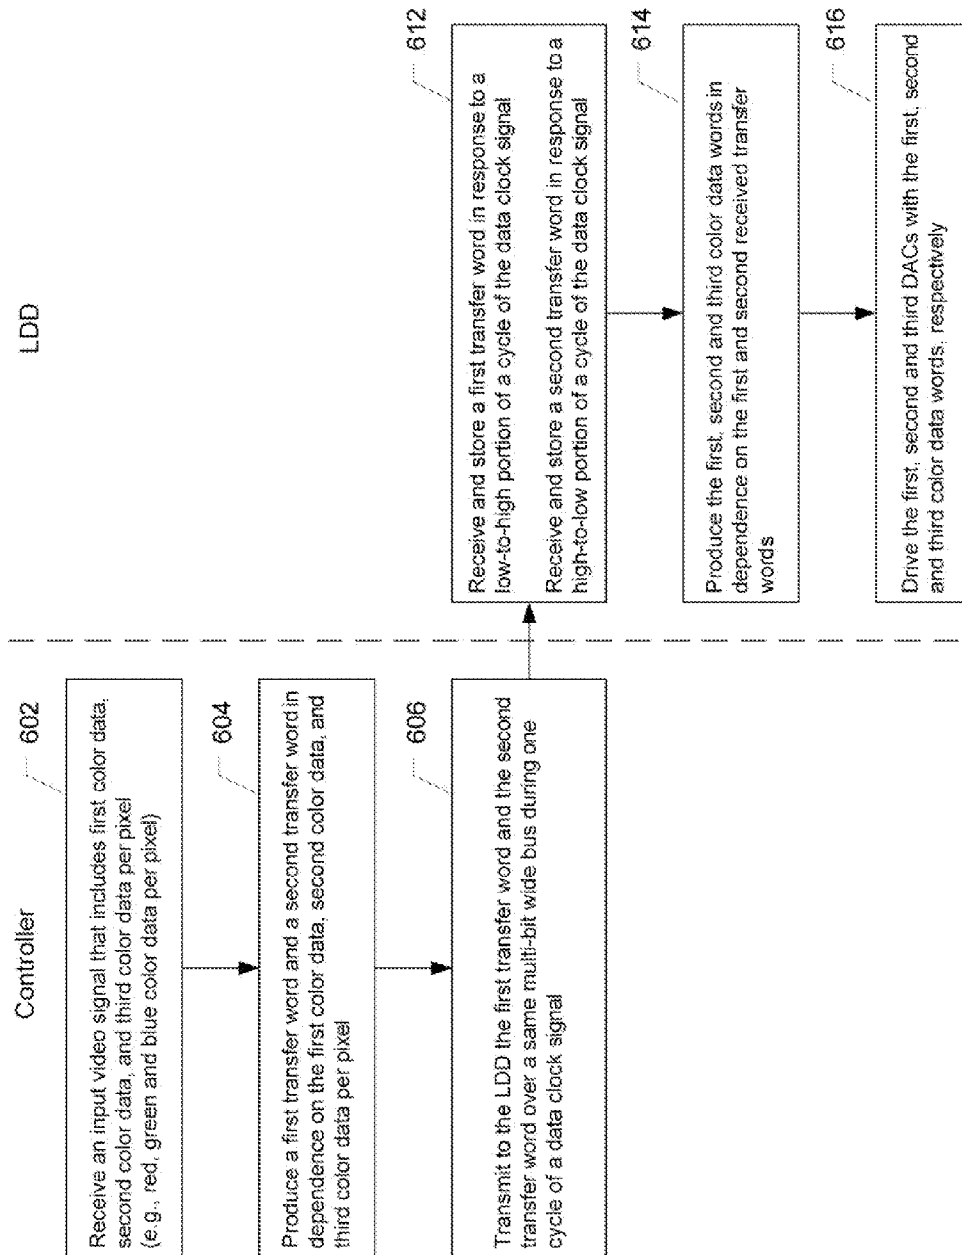 Controller
602
Receive an input video signal that includes first color data,
second color data, and third color data per pixel
(e.g., red, green and blue color data per pixel)
604
Produce a first transfer word and a second transfer word in
dependence on the first color data, second color data, and
third color data per pixel
606
Transmit to the LDD the first transfer word and the second
transfer word over a same multi-bit wide bus during one
cycle of a data clock signal
LDD
612
Receive and store a first transfer word in response to a
low-to-high portion of a cycle of the data clock signal
Receive and store a second transfer word in response to a
high-to-low portion of a cycle of the data clock signal
614
Produce the first, second and third color data words in
dependence on the first and second received transfer
words
616
Drive the first, second and third DACs with the first, second
and third color data words, respectively